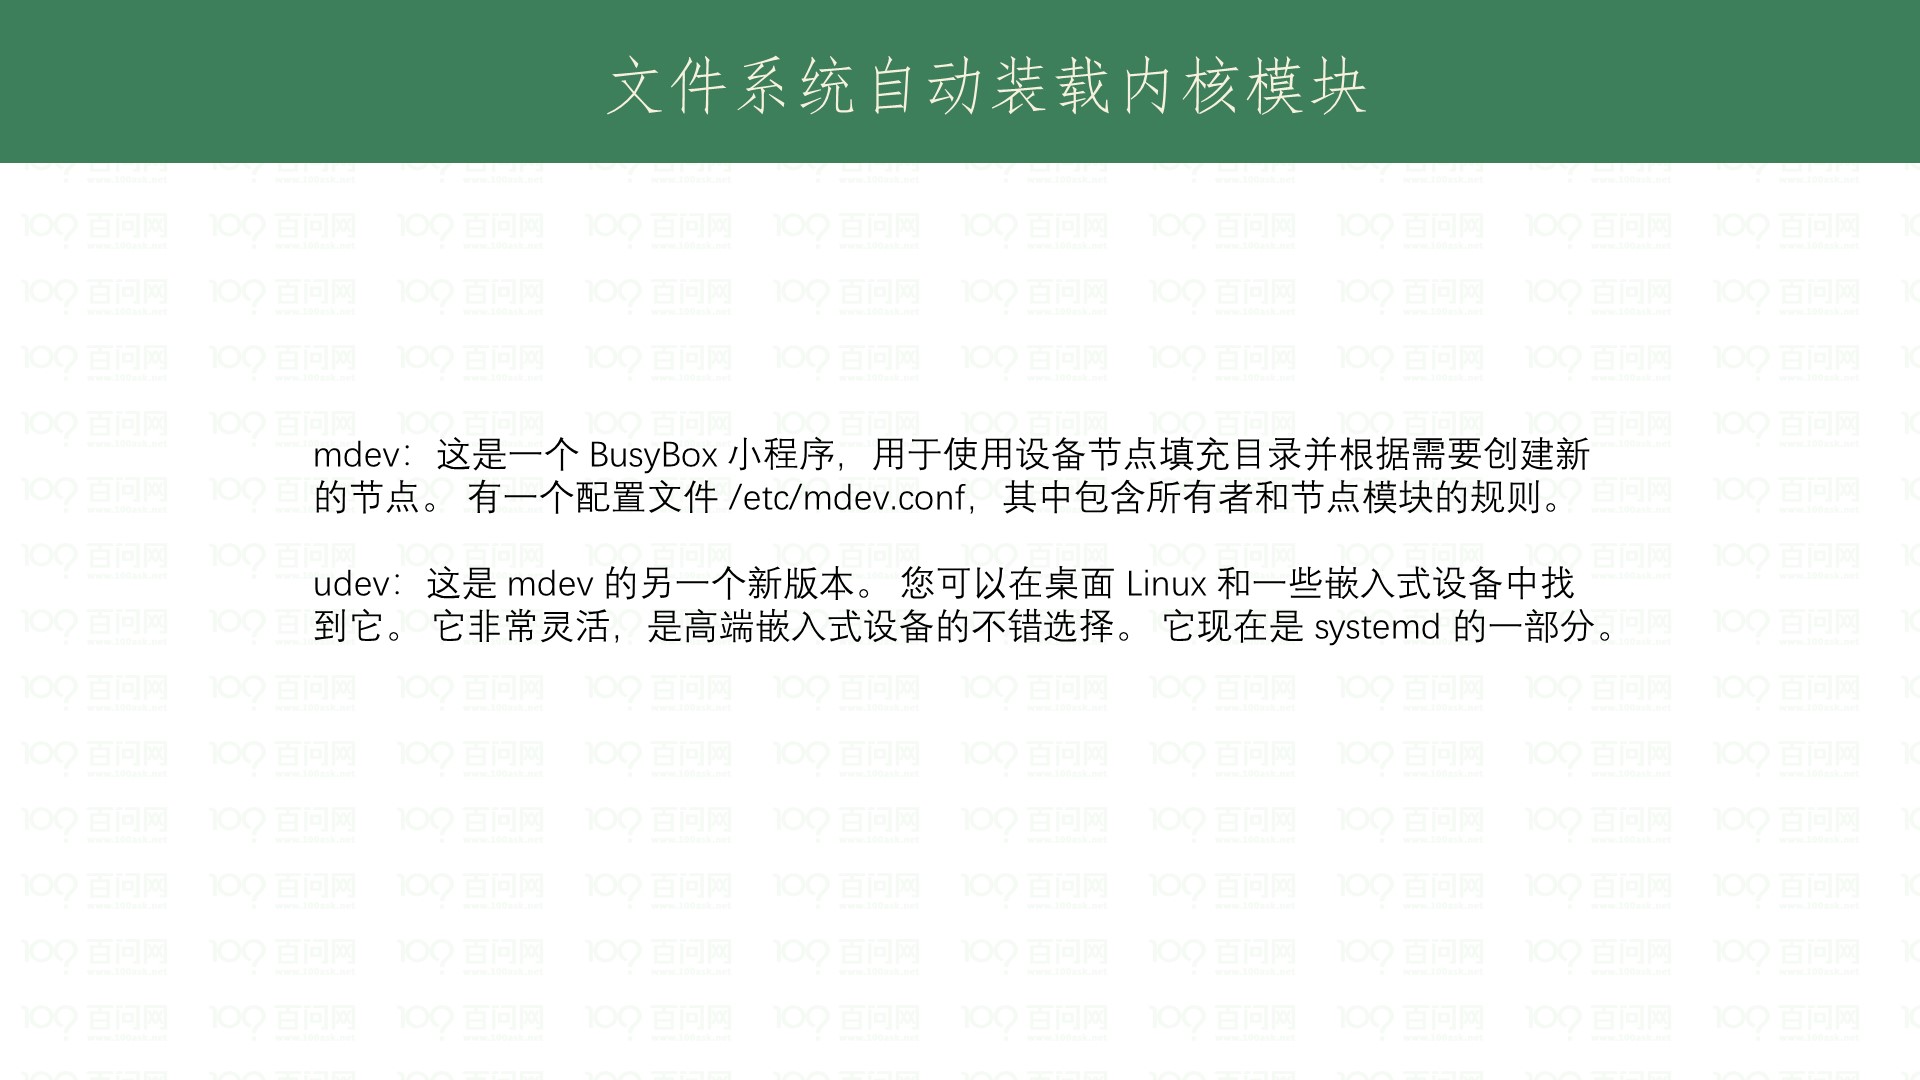 文件系统自动装载内核模块
mdev：这是一个 BusyBox 小程序，用于使用设备节点填充目录并根据需要创建新
的节点。 有一个配置文件 /etc/mdev.conf，其中包含所有者和节点模块的规则。
udev：这是 mdev 的另一个新版本。 您可以在桌面 Linux 和一些嵌入式设备中找
到它。 它非常灵活，是高端嵌入式设备的不错选择。 它现在是 systemd 的一部分。
百问网
www.100ask.net